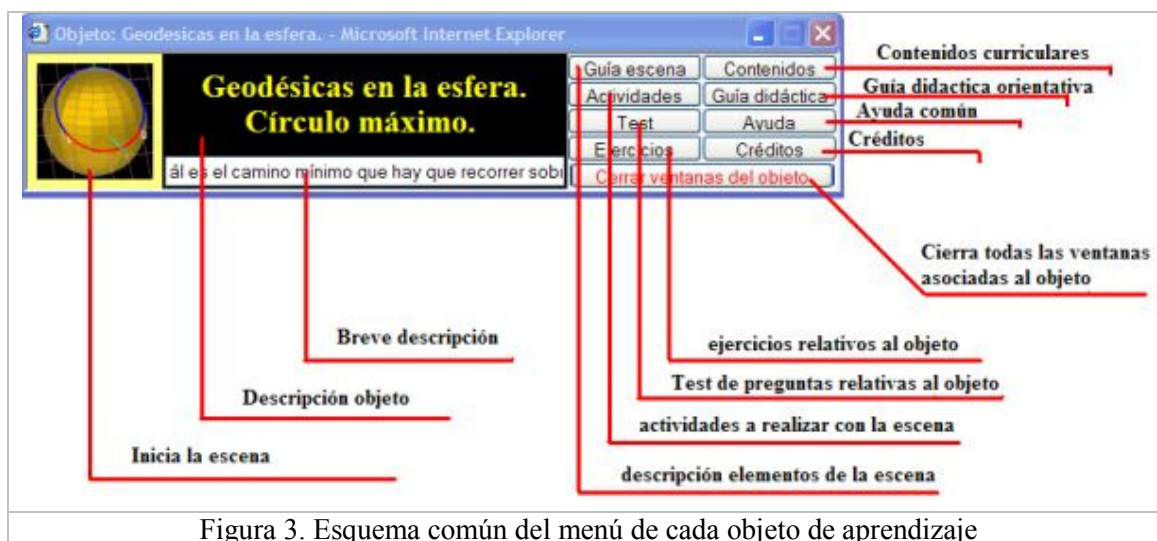 Objeto: Geodesicas en la esfera. - Microsoft Internet Explorer
Geodésicas en la esfera.
Círculo máximo.
ál es el camino mínimo que hay que recorrer sob
Guía escena
Contenidos
Actividades
Guía didáctica
Test
Ayuda
Ejercicios
Créditos
Cerrar ventanas del objeto
Contenidos curriculares
Guía didactica orientativa
Ayuda común
Créditos
Cierra todas las ventanas
asociadas al objeto
Breve descripción
ejercicios relativos al objeto
Test de preguntas relativas al objeto
Descripción objeto
actividades a realizar con la escena
Inicia la escena
descripción elementos de la escena
Figura 3. Esquema común del menú de cada objeto de aprendizaje